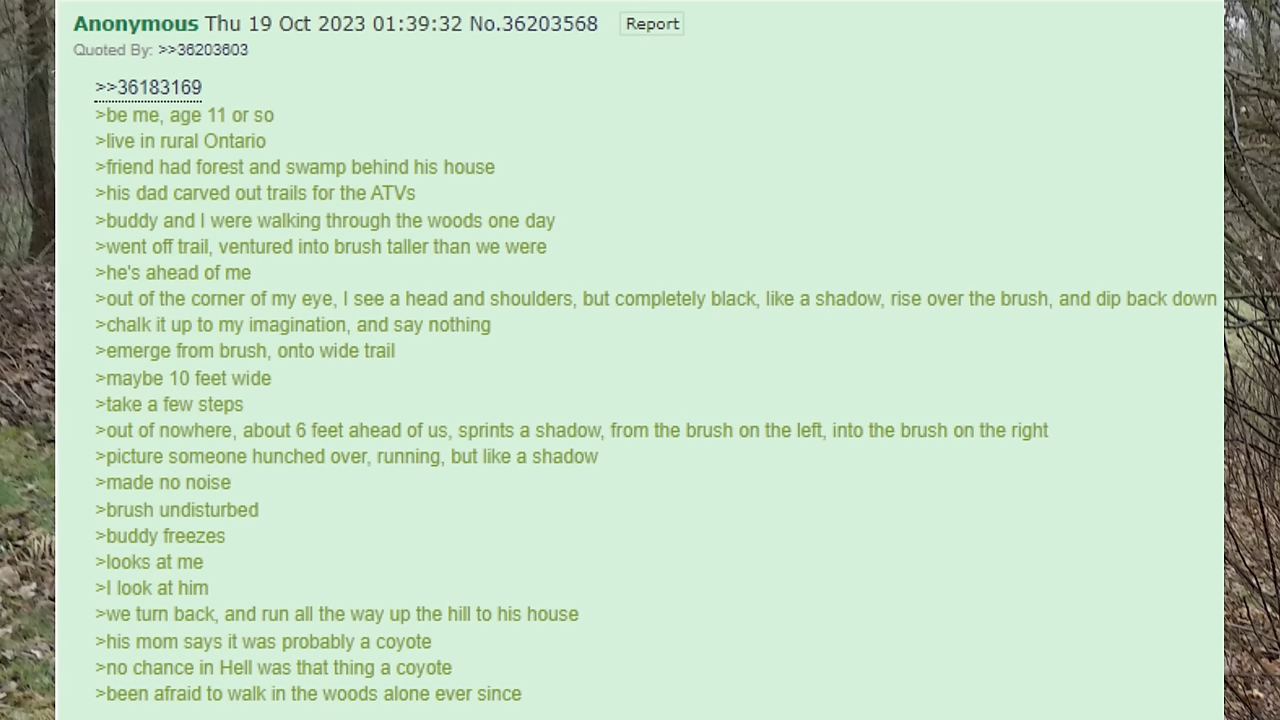 Anonymous Thu 19 Oct 2023 01:39:32 No.36203568 Report
Quoted By: >>36203603
>>36183169
>be me, age 11 or so
>live in rural Ontario
>friend had forest and swamp behind his house
>his dad carved out trails for the ATVs
>buddy and I were walking through the woods one day
>went off trail, ventured into brush taller than we were
>he's ahead of me
>out of the corner of my eye, I see a head and shoulders, but completely black, like a shadow, rise over the brush, and dip back down
>chalk it up to my imagination, and say nothing
>emerge from brush, onto wide trail
>maybe 10 feet wide
>take a few steps
>out of nowhere, about 6 feet ahead of us, sprints a shadow, from the brush on the left, into the brush on the right
>picture someone hunched over, running, but like a shadow
>made no noise
>brush undisturbed
>buddy freezes
>looks at me
>I look at him
>we turn back, and run all the way up the hill to his house
>his mom says it was probably a coyote
>no chance in Hell was that thing a coyote
>been afraid to walk in the woods alone ever since